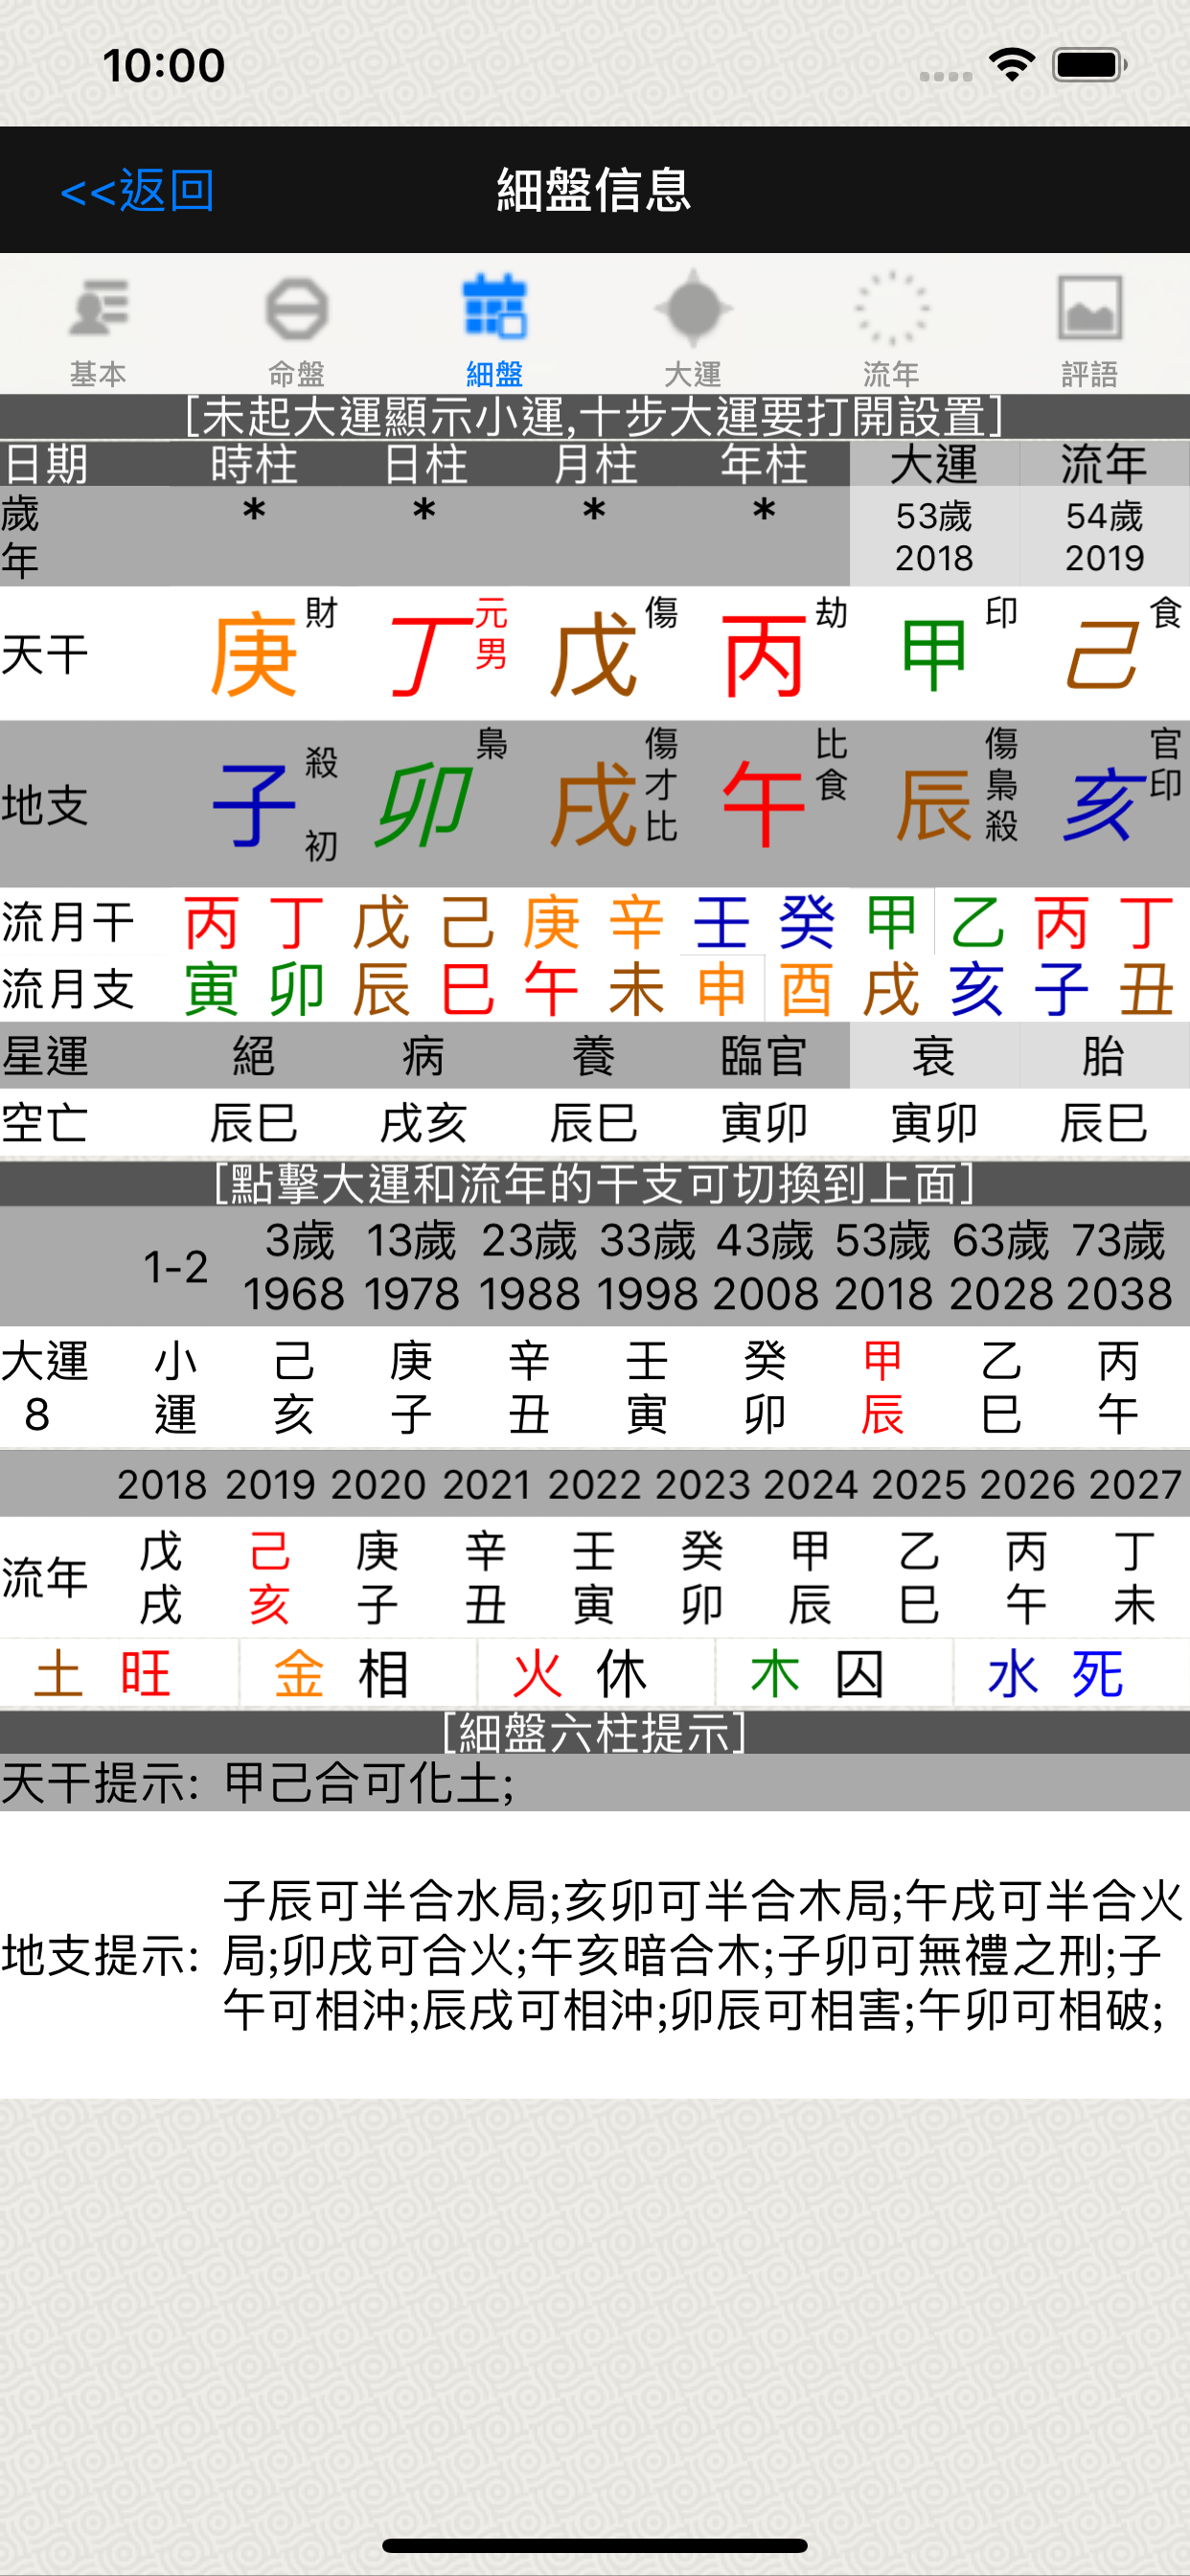 10:00
<<返回 細盤信息
基本 命盤 細盤 大運 流年 評語
[未起大運顯示小運,十步大運要打開設置]
日期 時柱 日柱 月柱 年柱 大運 流年
歲年 * * * * 53歲 2018 54歲 2019
天干 庚 財 丁 元男 戊 傷 丙 劫 甲 印 己 食
地支 子 殺 初 卯 梟 戌 傷才比 午 比食 辰 傷梟殺 亥 官印
流月干 丙 丁 戊 己 庚 辛 壬 癸 甲 乙 丙 丁
流月支 寅 卯 辰 巳 午 未 申 酉 戌 亥 子 丑
星運 絕 病 養 臨官 衰 胎
空亡 辰巳 戌亥 辰巳 寅卯 寅卯 辰巳
[點擊大運和流年的干支可切換到上面]
1-2 3歲 13歲 23歲 33歲 43歲 53歲 63歲 73歲
1968 1978 1988 1998 2008 2018 2028 2038
大運 小 己 庚 辛 壬 癸 甲 乙 丙
8 運 亥 子 丑 寅 卯 辰 巳 午
2018 2019 2020 2021 2022 2023 2024 2025 2026 2027
流年 戊 己 庚 辛 壬 癸 甲 乙 丙 丁
戌 亥 子 丑 寅 卯 辰 巳 午 未
土 旺 金 相 火 休 木 囚 水 死
[細盤六柱提示]
天干提示: 甲己合可化土;
地支提示: 子辰可半合水局;亥卯可半合木局;午戌可半合火
局;卯戌可合火;午亥暗合木;子卯可無禮之刑;子
午可相沖;辰戌可相沖;卯辰可相害;午卯可相破;